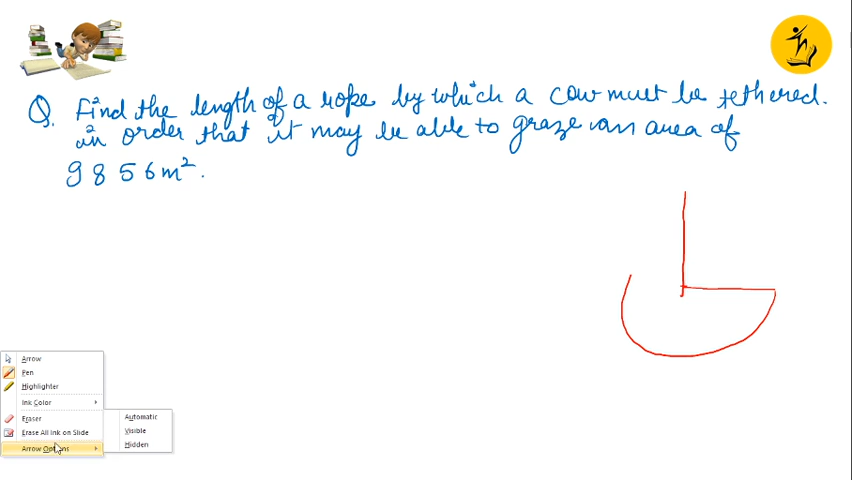 Q. Find the length of a rope by which a cow must be tethered.
in order that it may be able to graze an area of
9856m².
Arrow
Pen
Highlighter
Ink Color
Eraser
Erase All Ink on Slide
Arrow Options
Automatic
Visible
Hidden